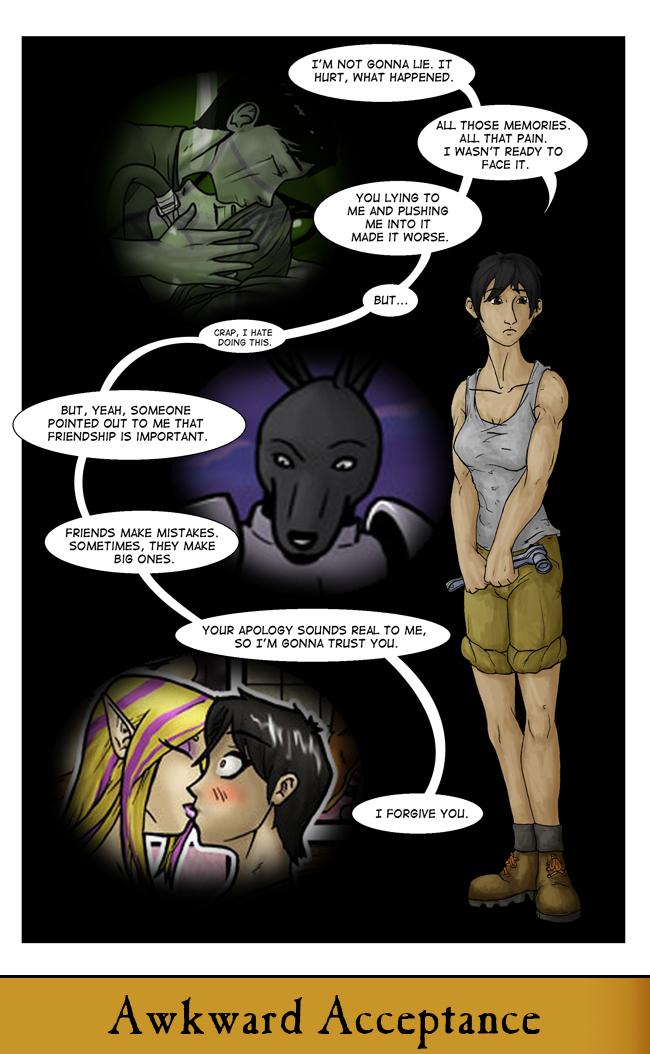 I'M NOT GONNA LIE. IT
HURT, WHAT HAPPENED.
ALL THOSE MEMORIES.
ALL THAT PAIN.
I WASN'T READY TO
FACE IT.
YOU LYING TO
ME AND PUSHING
ME INTO IT
MADE IT WORSE.
BUT...
CRAP, I HATE
DOING THIS.
BUT, YEAH, SOMEONE
POINTED OUT TO ME THAT
FRIENDSHIP IS IMPORTANT.
FRIENDS MAKE MISTAKES.
SOMETIMES, THEY MAKE
BIG ONES.
YOUR APOLOGY SOUNDS REAL TO ME,
SO I'M GONNA TRUST YOU.
I FORGIVE YOU.
Awkward Acceptance